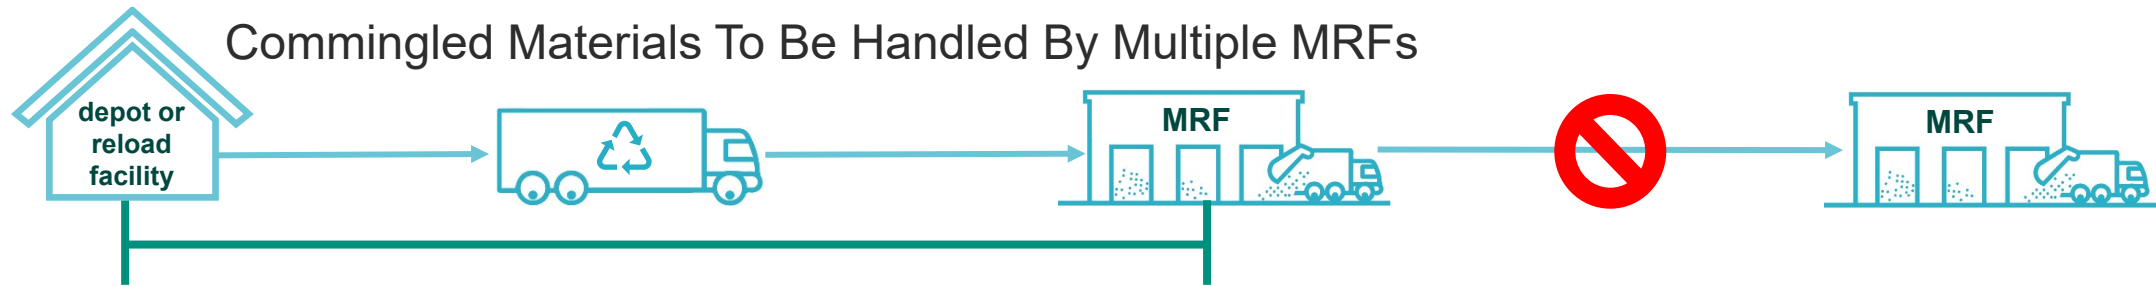 Commingled Materials To Be Handled By Multiple MRFs
depot or
reload
facility
MRF
MRF